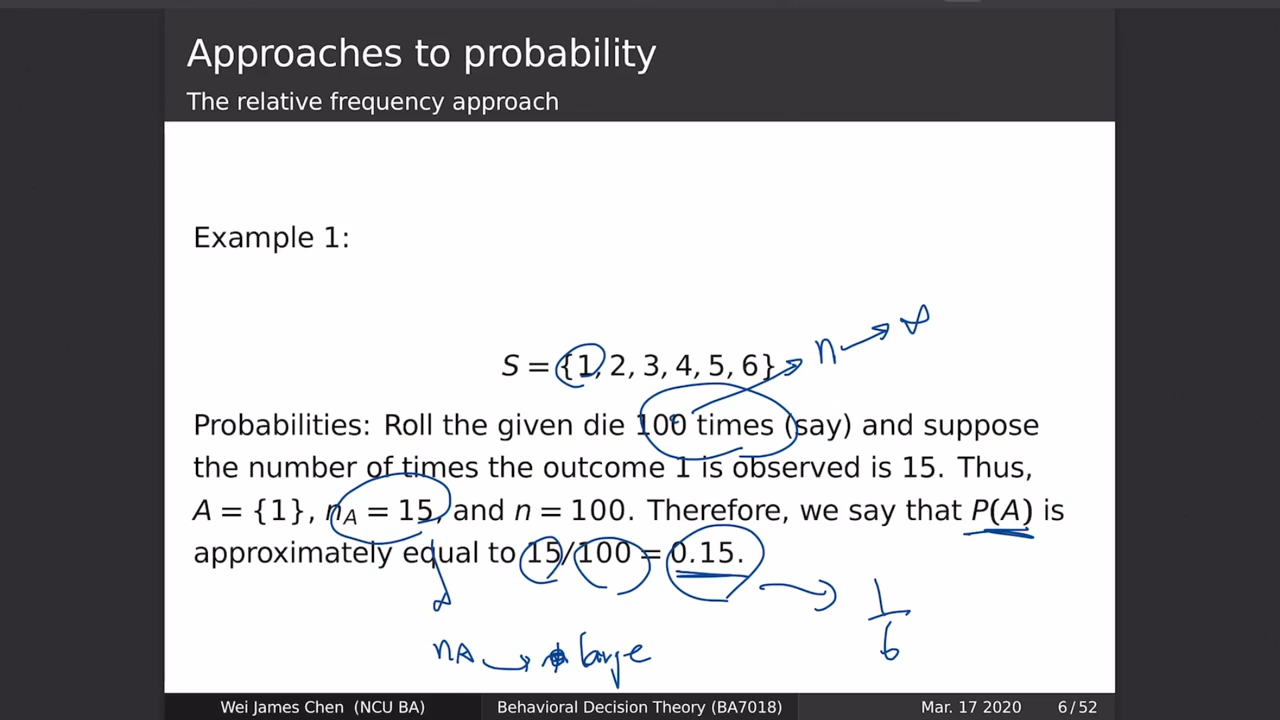 Approaches to probability
The relative frequency approach
Example 1:
n → ∞
S = {1, 2, 3, 4, 5, 6}
Probabilities: Roll the given die 100 times (say) and suppose
the number of times the outcome 1 is observed is 15. Thus,
A = {1}, n_A = 15, and n = 100. Therefore, we say that P(A) is
approximately equal to 15/100 = 0.15.
→ 1/6
n_A → large
Wei James Chen (NCU BA) Behavioral Decision Theory (BA7018) Mar. 17 2020 6/52